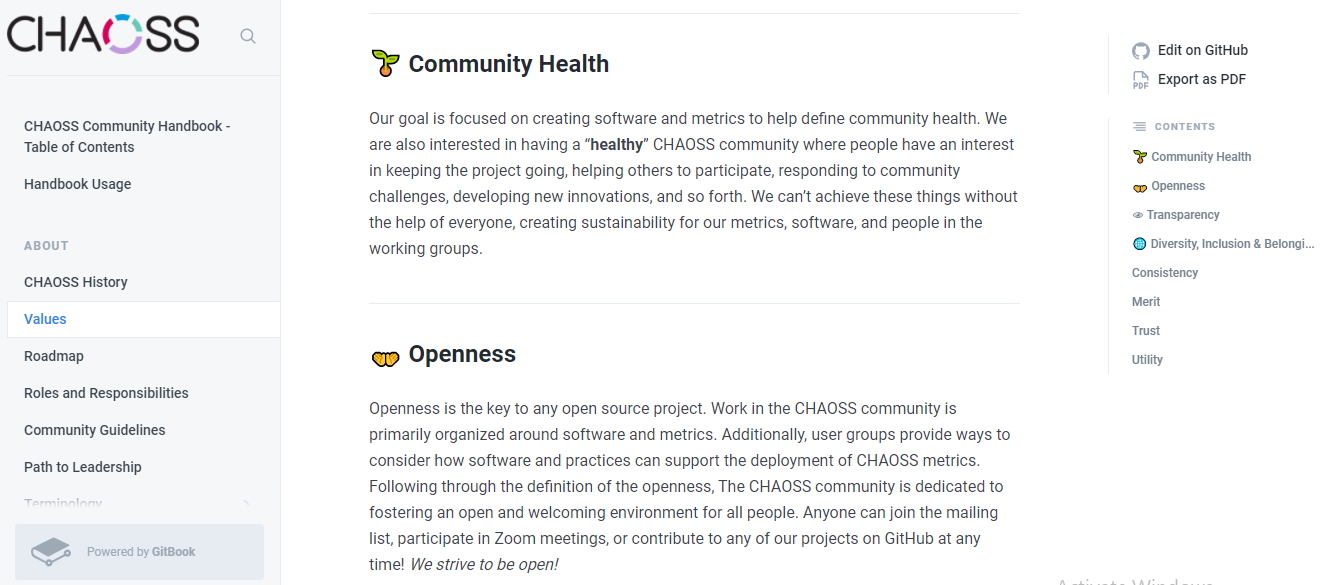 CHAOSS
CHAOSS Community Handbook -
Table of Contents
Handbook Usage
ABOUT
CHAOSS History
Values
Roadmap
Roles and Responsibilities
Community Guidelines
Path to Leadership
Terminology
Powered by GitBook
Community Health
Our goal is focused on creating software and metrics to help define community health. We
are also interested in having a “healthy” CHAOSS community where people have an interest
in keeping the project going, helping others to participate, responding to community
challenges, developing new innovations, and so forth. We can’t achieve these things without
the help of everyone, creating sustainability for our metrics, software, and people in the
working groups.
Openness
Openness is the key to any open source project. Work in the CHAOSS community is
primarily organized around software and metrics. Additionally, user groups provide ways to
consider how software and practices can support the deployment of CHAOSS metrics.
Following through the definition of the openness, The CHAOSS community is dedicated to
fostering an open and welcoming environment for all people. Anyone can join the mailing
list, participate in Zoom meetings, or contribute to any of our projects on GitHub at any
time! We strive to be open!
Edit on GitHub
PDF Export as PDF
CONTENTS
Community Health
Openness
Transparency
Diversity, Inclusion & Belongi...
Consistency
Merit
Trust
Utility
Activate Windows